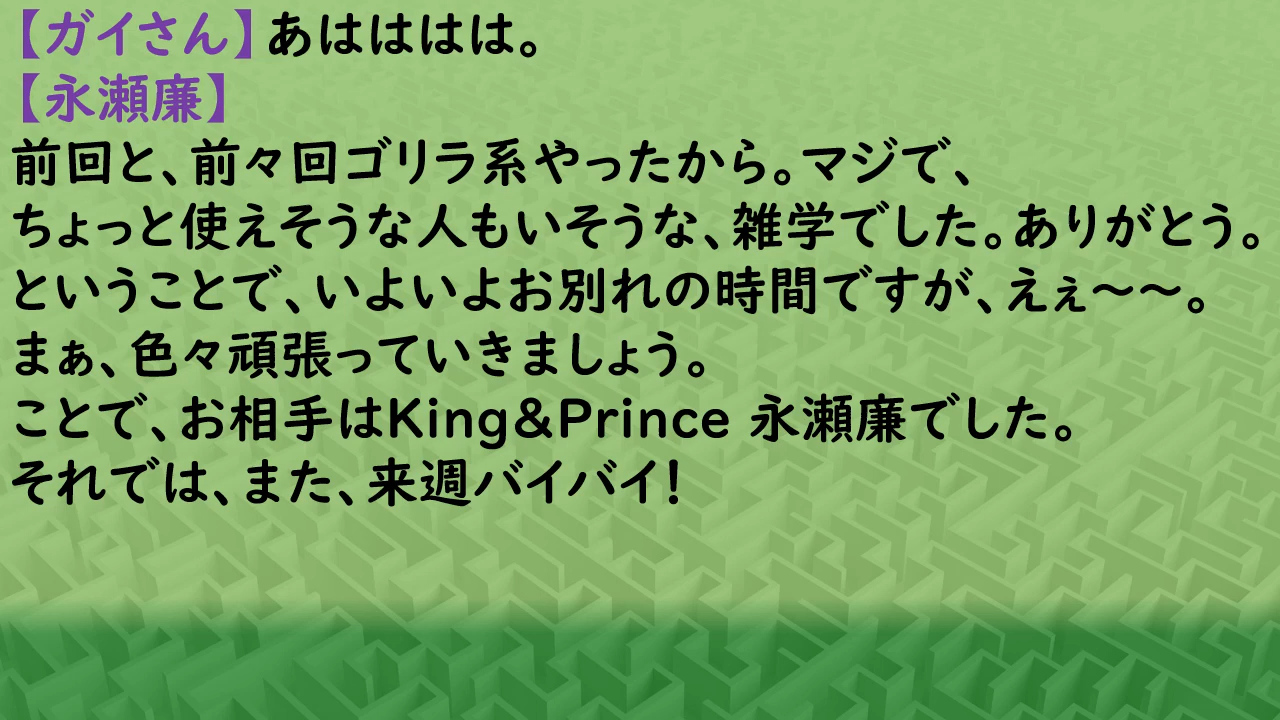 【ガイさん】あはははは。
【永瀬廉】
前回と、前々回ゴリラ系やったから。マジで、
ちょっと使えそうな人もいそうな、雑学でした。ありがとう。
ということで、いよいよお別れの時間ですが、えぇ～～。
まぁ、色々頑張っていきましょう。
ことで、お相手はKing&Prince 永瀬廉でした。
それでは、また、来週バイバイ!